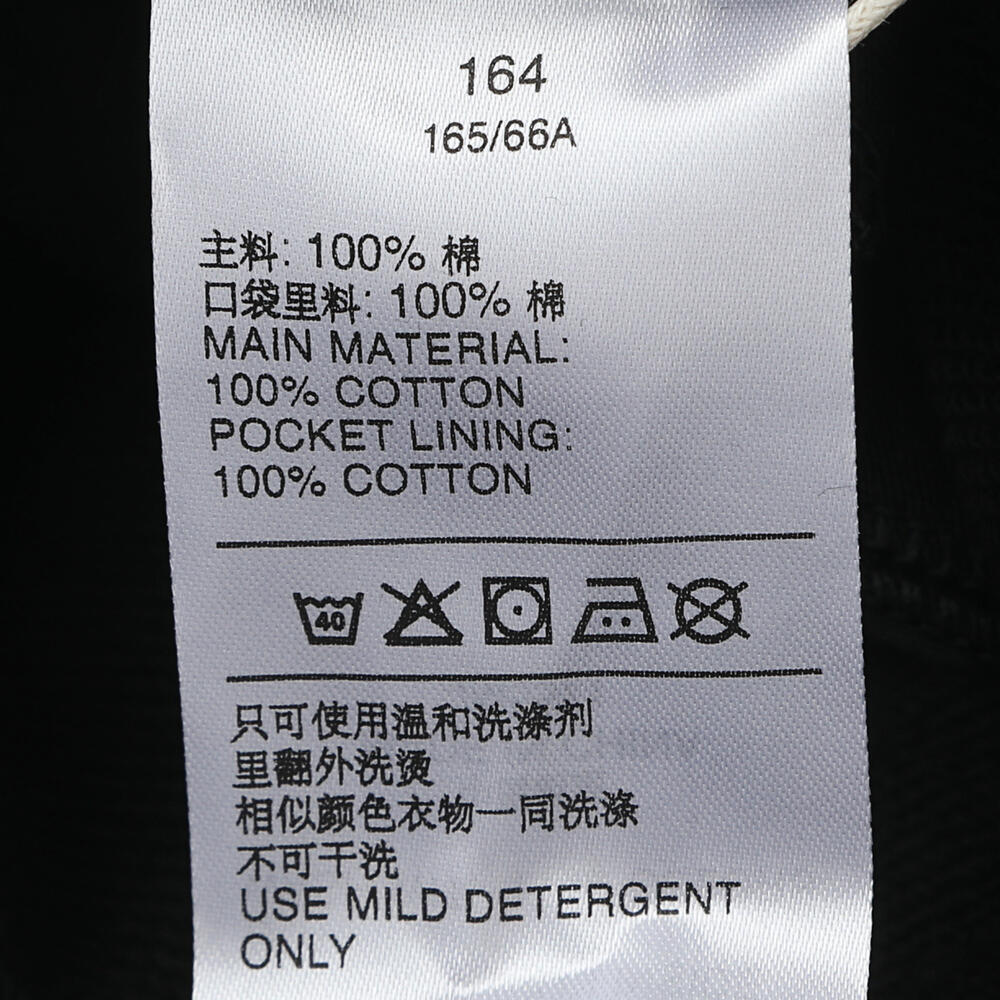 164
165/66A
主料: 100% 棉
口袋里料: 100% 棉
MAIN MATERIAL:
100% COTTON
POCKET LINING:
100% COTTON
40
只可使用温和洗涤剂
里翻外洗烫
相似颜色衣物一同洗涤
不可干洗
USE MILD DETERGENT
ONLY